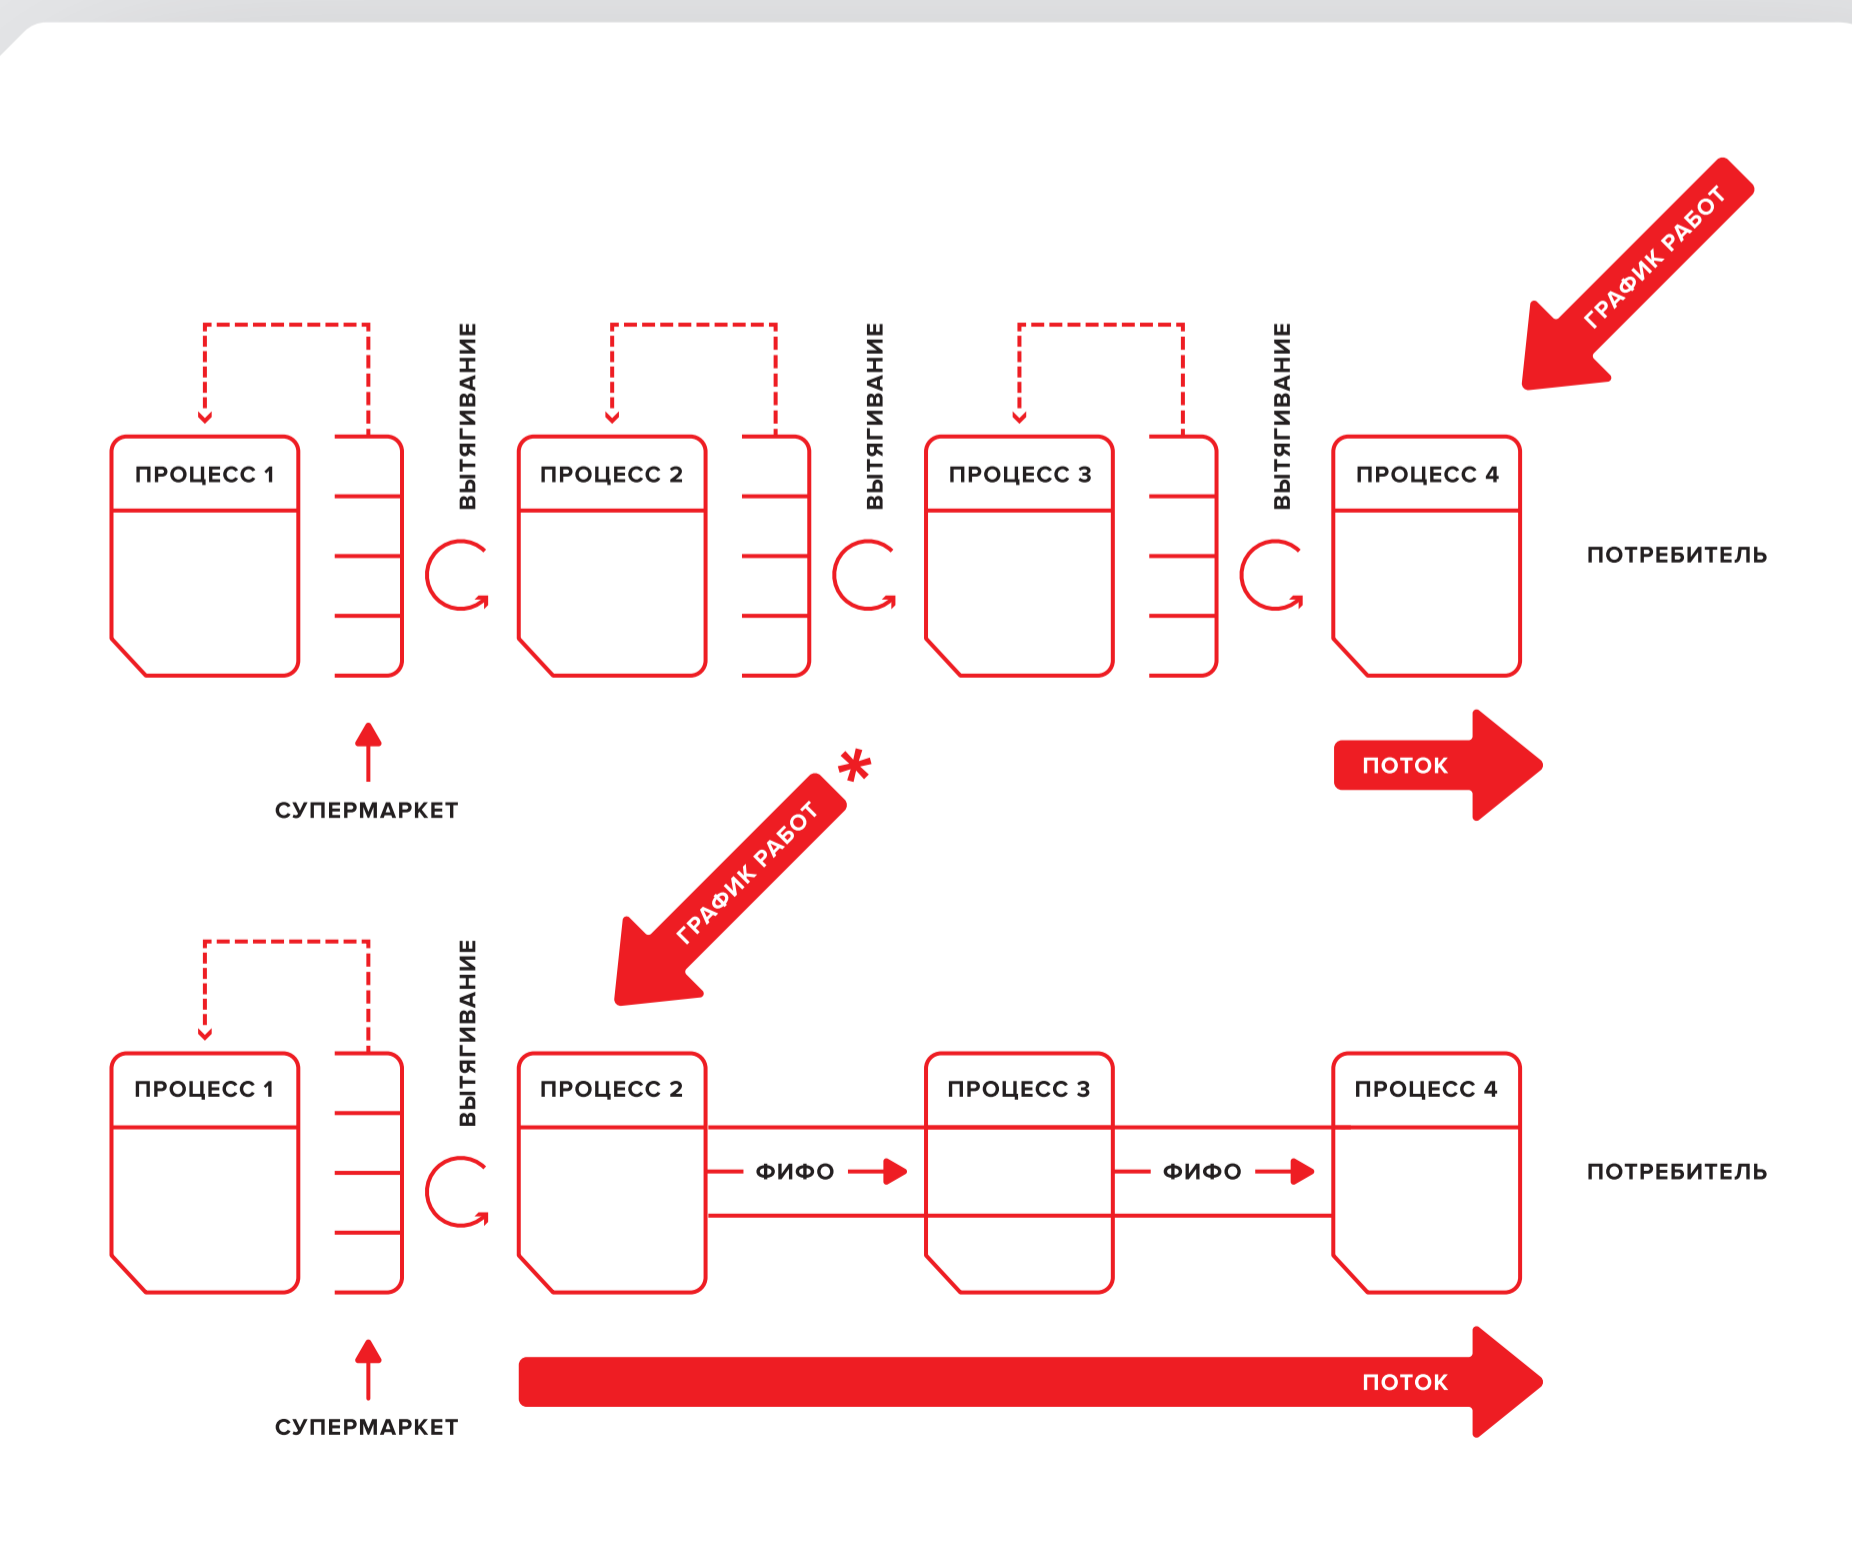 ГРАФИК РАБОТ
ВЫТЯГИВАНИЕ
ВЫТЯГИВАНИЕ
ВЫТЯГИВАНИЕ
ПРОЦЕСС 1
ПРОЦЕСС 2
ПРОЦЕСС 3
ПРОЦЕСС 4
ПОТРЕБИТЕЛЬ
ПОТОК
СУПЕРМАРКЕТ
ГРАФИК РАБОТ *
ВЫТЯГИВАНИЕ
ПРОЦЕСС 1
ПРОЦЕСС 2
ПРОЦЕСС 3
ПРОЦЕСС 4
ФИФО
ФИФО
ПОТРЕБИТЕЛЬ
ПОТОК
СУПЕРМАРКЕТ